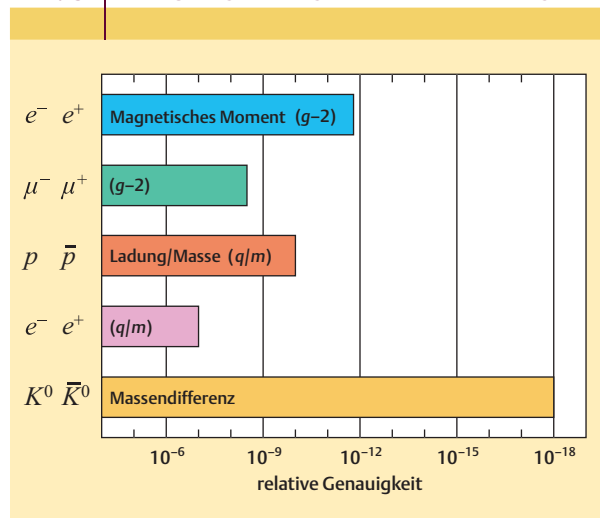 e⁻ e⁺ Magnetisches Moment (g–2)
μ⁻ μ⁺ (g–2)
p p̄ Ladung/Masse (q/m)
e⁻ e⁺ (q/m)
K⁰ K̄⁰ Massendifferenz
10⁻⁶ 10⁻⁹ 10⁻¹² 10⁻¹⁵ 10⁻¹⁸
relative Genauigkeit